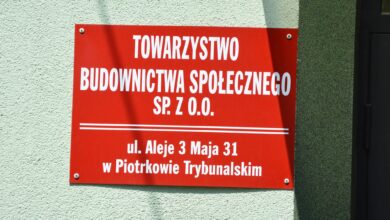 TOWARZYSTWO
BUDOWNICTWA SPOŁECZNEGO
SP. Z O.O.
ul. Aleje 3 Maja 31
w Piotrkowie Trybunalskim